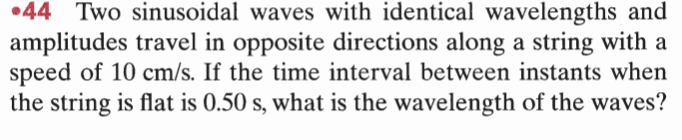 •44 Two sinusoidal waves with identical wavelengths and
amplitudes travel in opposite directions along a string with a
speed of 10 cm/s. If the time interval between instants when
the string is flat is 0.50 s, what is the wavelength of the waves?